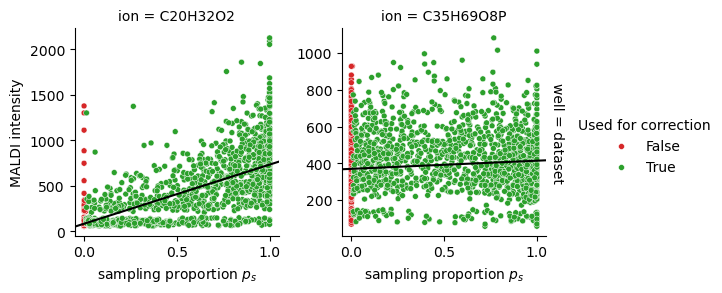 ion = C20H32O2
ion = C35H69O8P
MALDI intensity
2000
1500
1000
500
0
0.0
0.5
1.0
sampling proportion pₛ
1000
800
600
400
200
0.0
0.5
1.0
sampling proportion pₛ
well = dataset
Used for correction
False
True